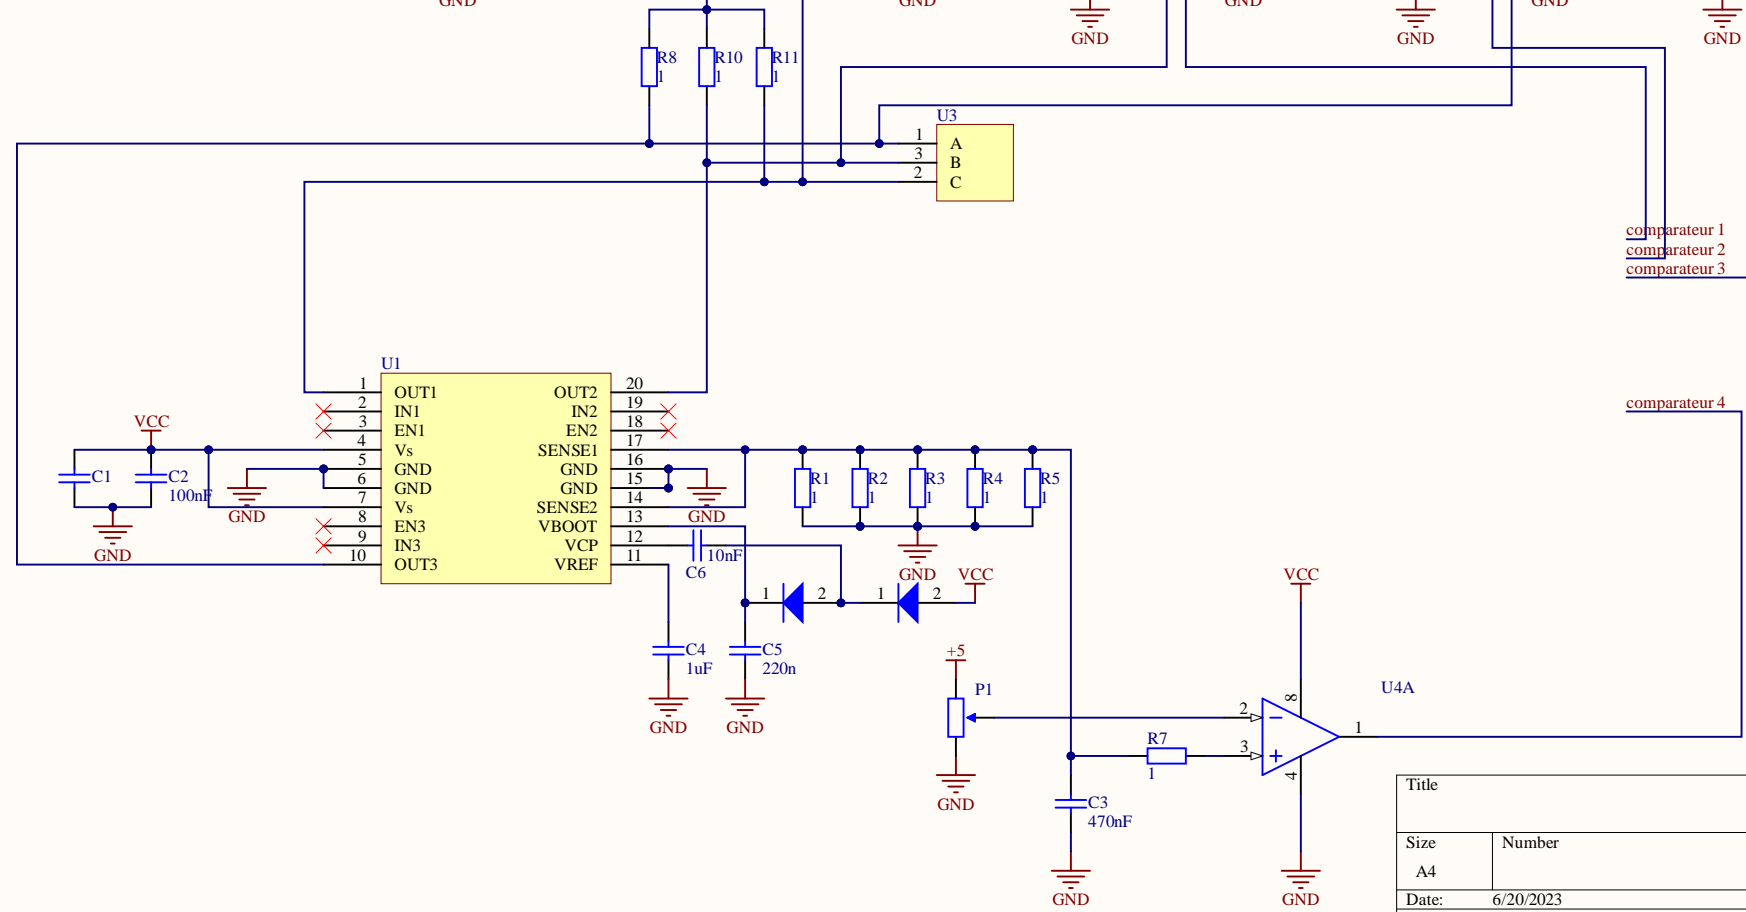 GND
GND
GND
GND
GND
GND
GND
GND
R8
1
R10
1
R11
1
U3
1
A
3
B
2
C
comparateur 1
comparateur 2
comparateur 3
U1
1
OUT1
OUT2
20
2
IN1
IN2
19
3
EN1
EN2
18
4
Vs
SENSE1
17
5
GND
GND
16
6
GND
GND
15
7
Vs
SENSE2
14
8
EN3
VBOOT
13
9
IN3
VCP
12
10
OUT3
VREF
11
comparateur 4
VCC
C1
C2
100nF
GND
GND
GND
R1
1
R2
1
R3
1
R4
1
R5
1
10nF
C6
GND
VCC
1
2
1
2
VCC
C4
1uF
C5
220n
GND
GND
+5
P1
GND
U4A
8
2
3
1
4
R7
1
C3
470nF
GND
GND
Title
Size
Number
A4
Date:
6/20/2023